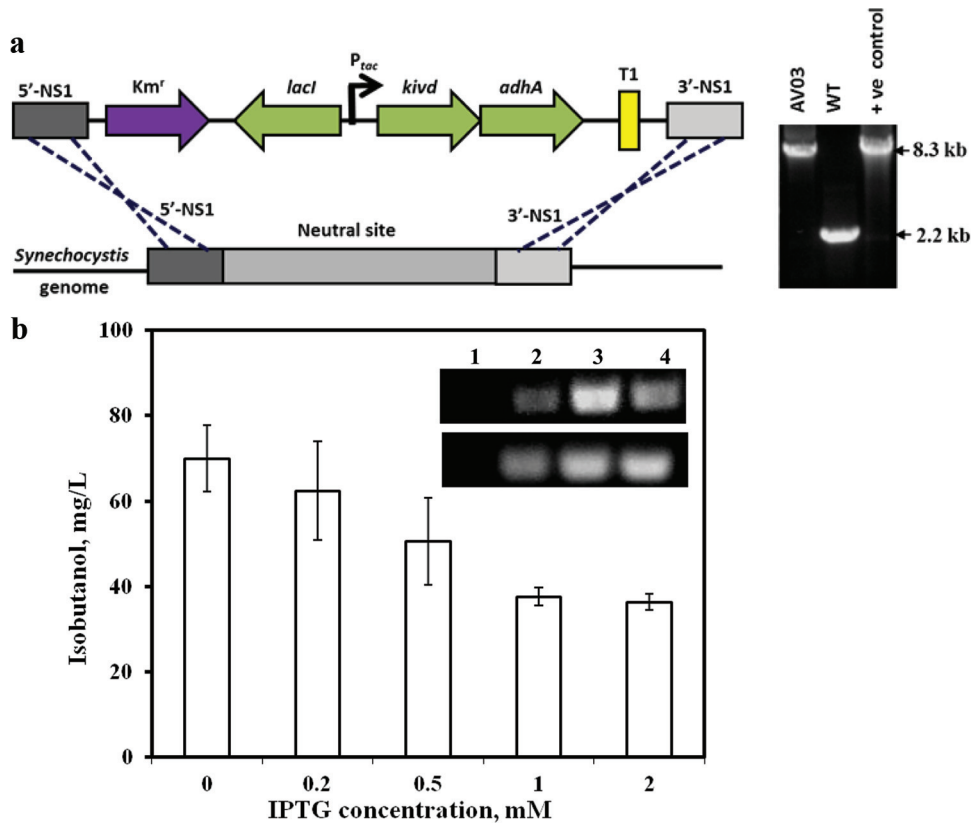 a
P tac
5'-NS1
Kmʳ
lacI
kivd
adhA
T1
3'-NS1
5'-NS1
3'-NS1
Neutral site
Synechocystis
genome
AV03
WT
+ve control
8.3 kb
2.2 kb
b
100
80
60
40
20
0
Isobutanol, mg/L
1 2 3 4
0 0.2 0.5 1 2
IPTG concentration, mM